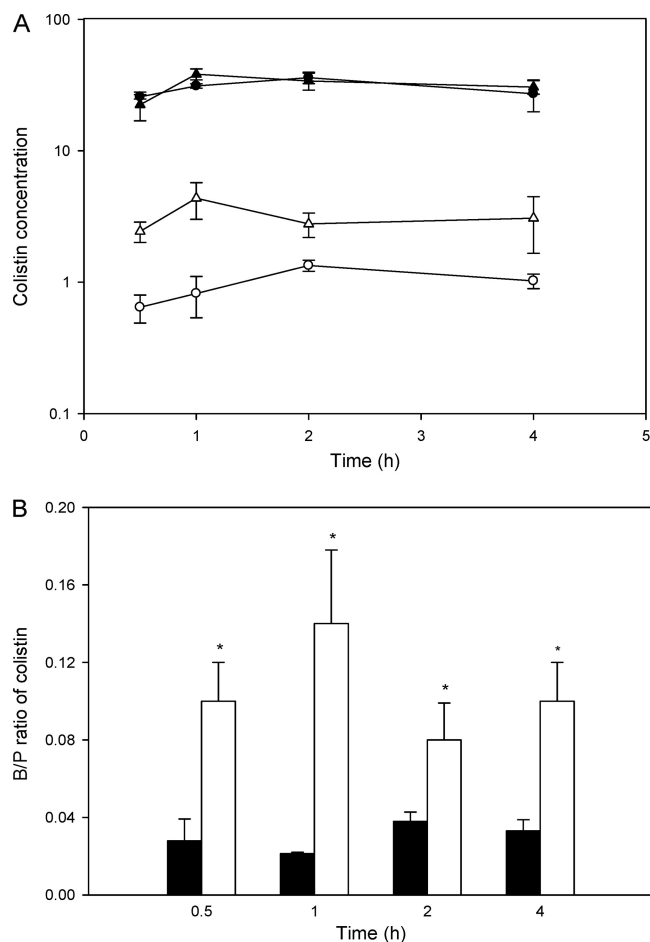 A
100
10
1
0.1
Colistin concentration
0 1 2 3 4 5
Time (h)
B
0.20
0.16
0.12
0.08
0.04
0.00
B/P ratio of colistin
* * * *
0.5 1 2 4
Time (h)